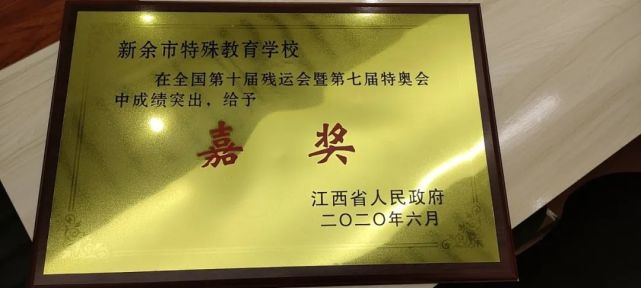 新余市特殊教育学校
在全国第十届残运会暨第七届特奥会
中成绩突出，给予
嘉奖
江西省人民政府
二〇二〇年六月